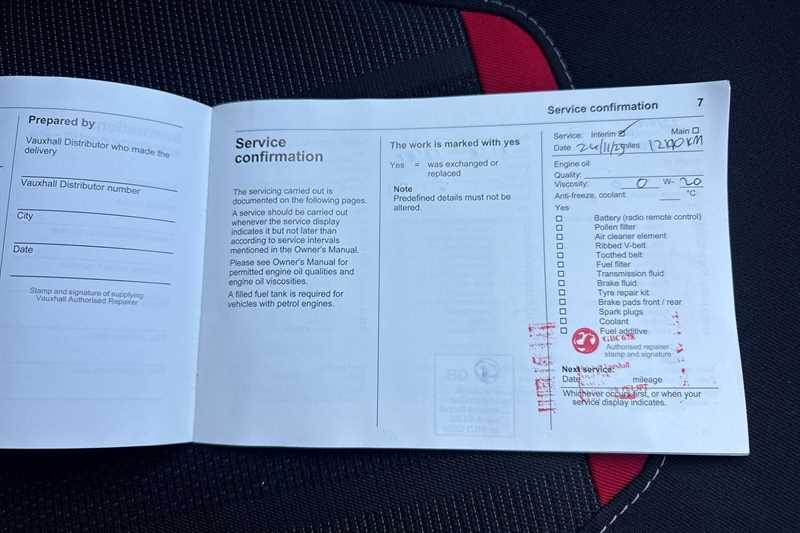 Prepared by
Vauxhall Distributor who made the
delivery
Vauxhall Distributor number
City
Date
Stamp and signature of supplying
Vauxhall Authorised Repairer
Service
confirmation
The servicing carried out is
documented on the following pages.
A service should be carried out
whenever the service display
indicates it but not later than
according to service intervals
mentioned in the Owner's Manual.
Please see Owner's Manual for
permitted engine oil qualities and
engine oil viscosities.
A filled fuel tank is required for
vehicles with petrol engines.
The work is marked with yes
Yes = was exchanged or
replaced
Note
Predefined details must not be
altered.
Service confirmation 7
Service: Interim Main
Date miles
Engine oil
Quality:
Viscosity: 0 W- 20
Anti-freeze, coolant: °C
Yes
Battery (radio remote control)
Pollen filter
Air cleaner element
Ribbed V-belt
Toothed belt
Fuel filter
Transmission fluid
Brake fluid
Tyre repair kit
Brake pads front / rear
Spark plugs
Coolant
Fuel additive
Authorised repairer
stamp and signature
Next service:
Date mileage
Whichever occurs first, or when your
service display indicates.